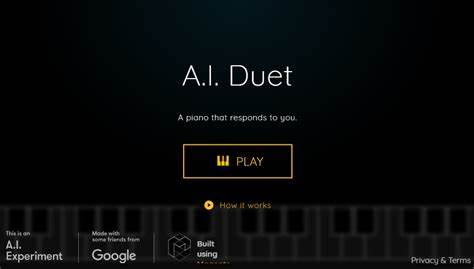 A.I. Duet
A piano that responds to you.
PLAY
How it works
This is an
A.I.
Experiment
Made with
some friends from
Google
Built
using
Privacy & Terms